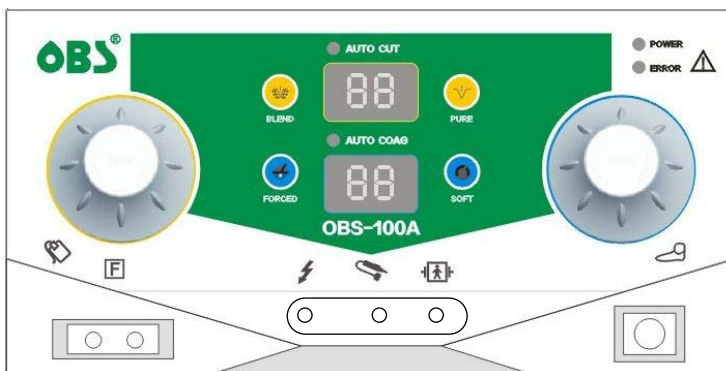 OBS®
AUTO CUT
88
BLEND
PURE
AUTO COAG
88
FORCED
SOFT
OBS-100A
POWER
ERROR
F